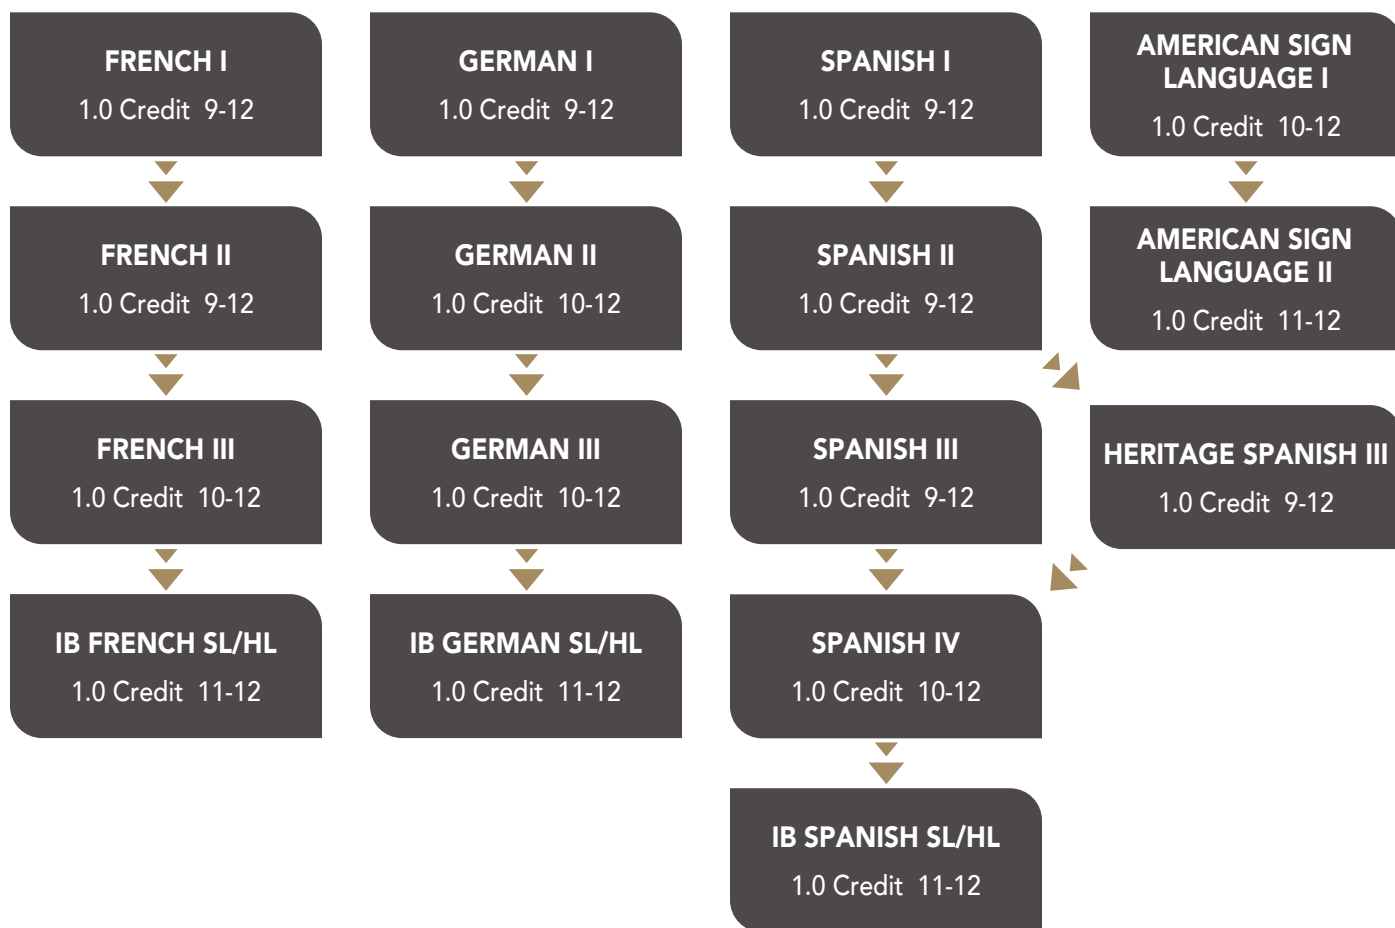 FRENCH I
1.0 Credit 9-12
GERMAN I
1.0 Credit 9-12
SPANISH I
1.0 Credit 9-12
AMERICAN SIGN
LANGUAGE I
1.0 Credit 10-12
FRENCH II
1.0 Credit 9-12
GERMAN II
1.0 Credit 10-12
SPANISH II
1.0 Credit 9-12
AMERICAN SIGN
LANGUAGE II
1.0 Credit 11-12
FRENCH III
1.0 Credit 10-12
GERMAN III
1.0 Credit 10-12
SPANISH III
1.0 Credit 9-12
HERITAGE SPANISH III
1.0 Credit 9-12
IB FRENCH SL/HL
1.0 Credit 11-12
IB GERMAN SL/HL
1.0 Credit 11-12
SPANISH IV
1.0 Credit 10-12
IB SPANISH SL/HL
1.0 Credit 11-12